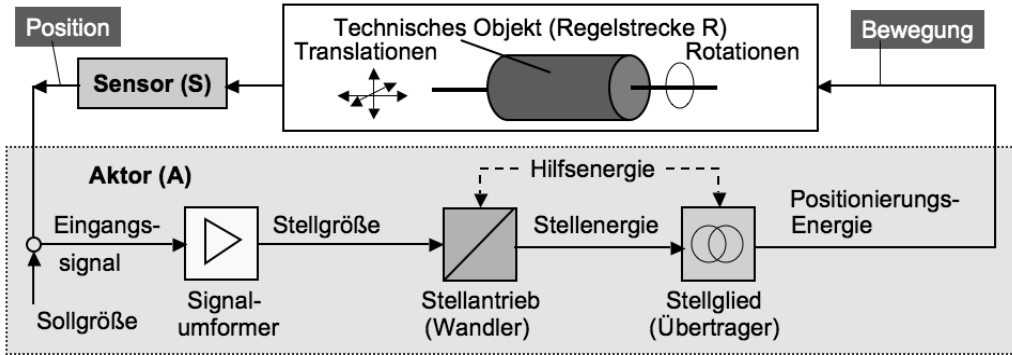 Position
Technisches Objekt (Regelstrecke R)
Bewegung
Translationen
Rotationen
Sensor (S)
Aktor (A)
Hilfsenergie
Eingangs-
signal
Stellgröße
Stellenergie
Positionierungs-
Energie
Sollgröße
Signal-
umformer
Stellantrieb
(Wandler)
Stellglied
(Übertrager)